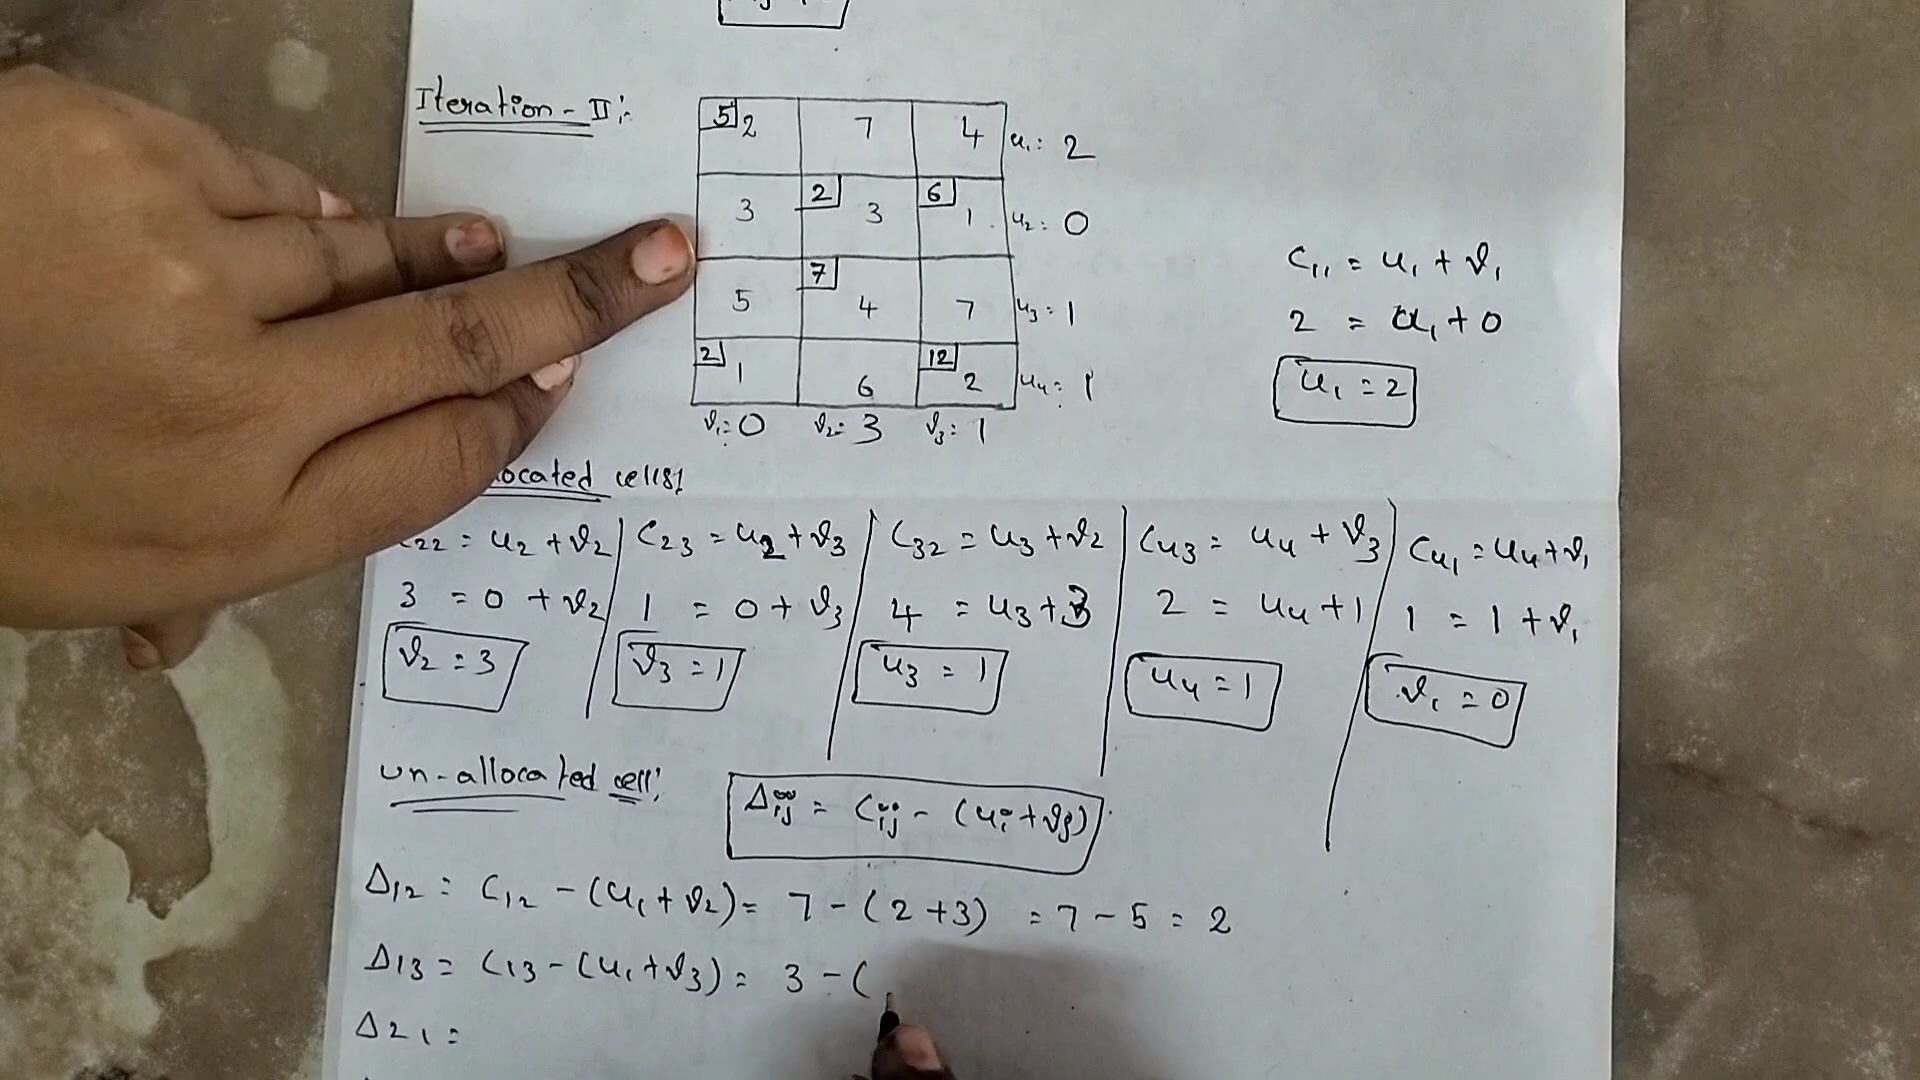 Iteration - II :-
5 2 7 4 u₁: 2
3 2 3 6 1 u₂: 0
5 7 4 7 u₃: 1
2 1 6 12 2 u₄: 1
v₁: 0 v₂: 3 v₃: 1
C₁₁ = u₁ + v₁
2 = u₁ + 0
u₁ = 2
ocated cells:
C₂₂ = u₂ + v₂
3 = 0 + v₂
v₂ = 3
C₂₃ = u₂ + v₃
1 = 0 + v₃
v₃ = 1
C₃₂ = u₃ + v₂
4 = u₃ + 3
u₃ = 1
C₄₃ = u₄ + v₃
2 = u₄ + 1
u₄ = 1
C₄₁ = u₄ + v₁
1 = 1 + v₁
v₁ = 0
un-allocated cell:
Δij = Cij - (ui + vj)
Δ₁₂ = C₁₂ - (u₁ + v₂) = 7 - (2 + 3) = 7 - 5 = 2
Δ₁₃ = C₁₃ - (u₁ + v₃) = 3 - (
Δ₂₁ =